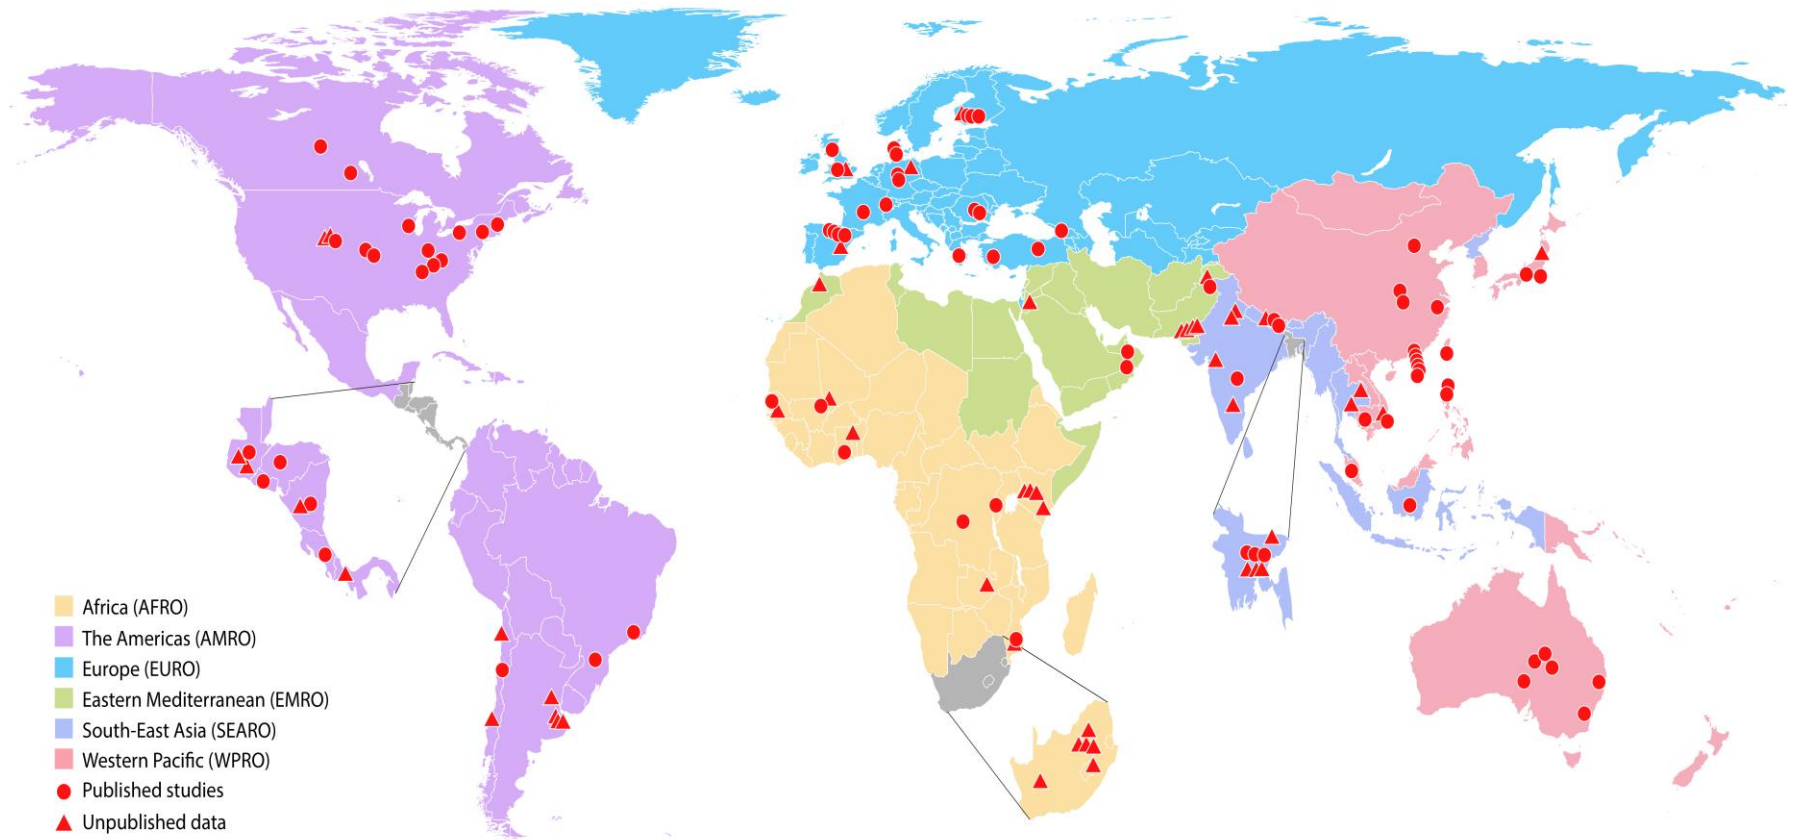 Africa (AFRO)
The Americas (AMRO)
Europe (EURO)
Eastern Mediterranean (EMRO)
South-East Asia (SEARO)
Western Pacific (WPRO)
Published studies
Unpublished data